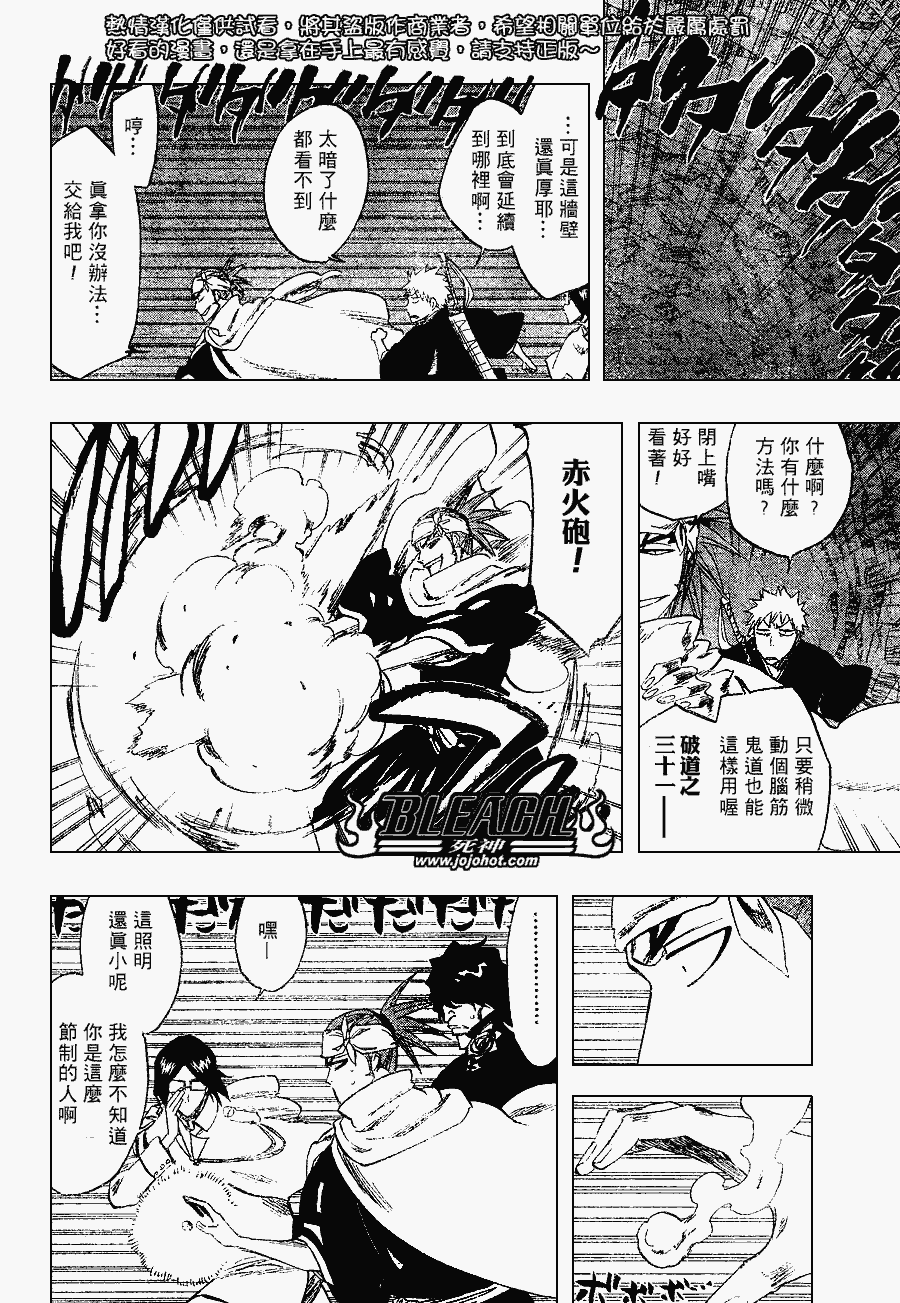 熱情漢化僅供試看，將其盜版作商業者，希望相關單位給於嚴厲處罰
好看的漫畫，還是拿在手上最有感覺，請支持正版～
…可是這牆壁
還真厚耶…
到底會延續
到哪裡啊…
太暗了什麼
都看不到
哼…
真拿你沒辦法…
交給我吧！
什麼啊？
你有什麼
方法嗎？
閉上嘴
好好
看著！
只要稍微
動個腦筋
鬼道也能
這樣用喔
破道之
三十一——
赤火砲！
BLEACH
死神
www.jojohot.com
………
嘿—
這照明
還真小呢
我怎麼不知道
你是這麼
節制的人啊